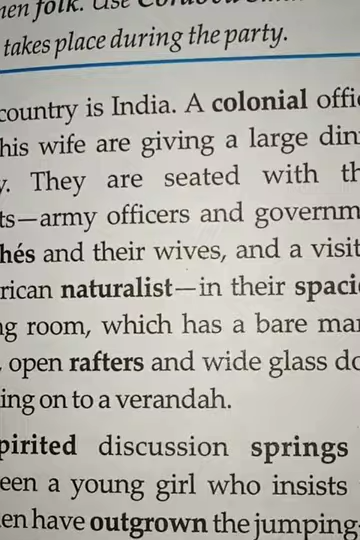 folk. Use
takes place during the party.
country is India. A colonial offi
his wife are giving a large din
y. They are seated with th
ts—army officers and governm
hés and their wives, and a visit
rican naturalist—in their spaci
ng room, which has a bare mar
, open rafters and wide glass do
ing on to a verandah.
pirited discussion springs
een a young girl who insists
en have outgrown the jumping-